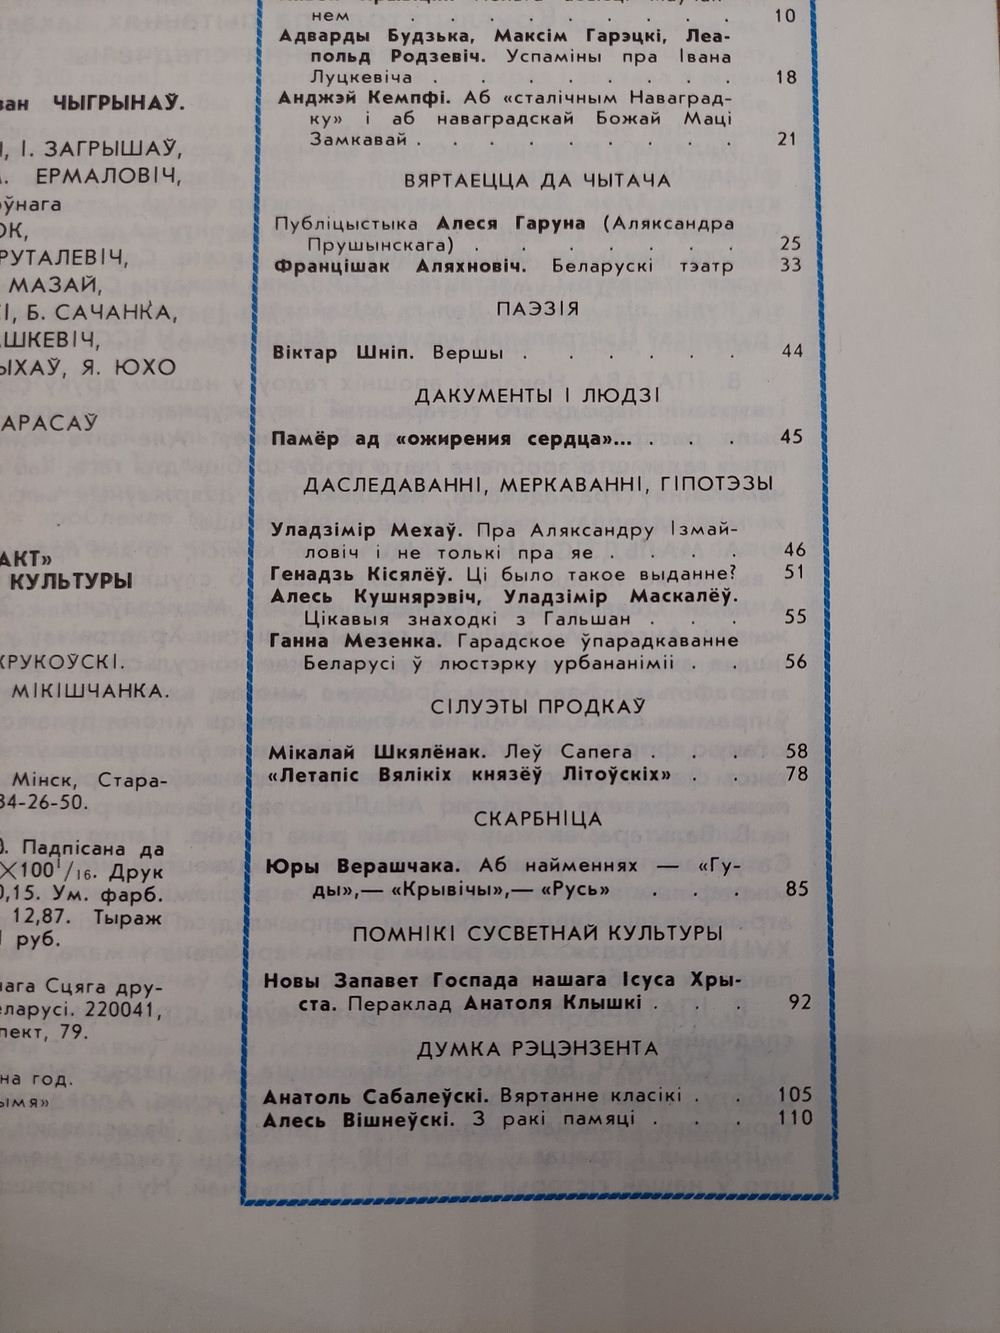 ЧЫГРЫНАЎ.
І. ЗАГРЫШАЎ,
ЕРМАЛОВІЧ,
МАЗАЙ,
Б. САЧАНКА,
Я. ЮХО
КУЛЬТУРЫ
МІКІШЧАНКА.
Мінск, Стара-
34-26-50.
Падпісана да
100 1/16. Друк
Ум. фарб.
12,87. Тыраж
руб.
Сцяга дру-
220041,
79.
на год.
нем . . . . . . . . . 10
Адварды Будзька, Максім Гарэцкі, Леа-
польд Родзевіч. Успаміны пра Івана
Луцкевіча . . . . . . . . 18
Анджэй Кемпфі. Аб «сталічным Наваград-
ку» і аб наваградскай Божай Маці
Замкавай . . . . . . . . . 21
ВЯРТАЕЦЦА ДА ЧЫТАЧА
Публіцыстыка Алеся Гаруна (Аляксандра
Прушынскага) . . . . . . . 25
Францішак Аляхновіч. Беларускі тэатр 33
ПАЭЗІЯ
Віктар Шніп. Вершы . . . . . . 44
ДАКУМЕНТЫ І ЛЮДЗІ
Памёр ад «ожирения сердца»... . . . 45
ДАСЛЕДАВАННІ, МЕРКАВАННІ, ГІПОТЭЗЫ
Уладзімір Мехаў. Пра Аляксандру Ізмай-
ловіч і не толькі пра яе . . . . 46
Генадзь Кісялёў. Ці было такое выданне? 51
Алесь Кушнярэвіч, Уладзімір Маскалёў.
Цікавыя знаходкі з Гальшан . . . 55
Ганна Мезенка. Гарадское ўпарадкаванне
Беларусі ў люстэрку урбананіміі . . 56
СІЛУЭТЫ ПРОДКАЎ
Мікалай Шкялёнак. Леў Сапега . . . 58
«Летапіс Вялікіх князёў Літоўскіх» . . 78
СКАРБНІЦА
Юры Верашчака. Аб найменнях — «Гу-
ды»,— «Крывічы»,— «Русь» . . . 85
ПОМНІКІ СУСВЕТНАЙ КУЛЬТУРЫ
Новы Запавет Госпада нашага Ісуса Хры-
ста. Пераклад Анатоля Клышкі . . . 92
ДУМКА РЭЦЭНЗЕНТА
Анатоль Сабалеўскі. Вяртанне класікі . . 105
Алесь Вішнеўскі. З ракі памяці . . . 110